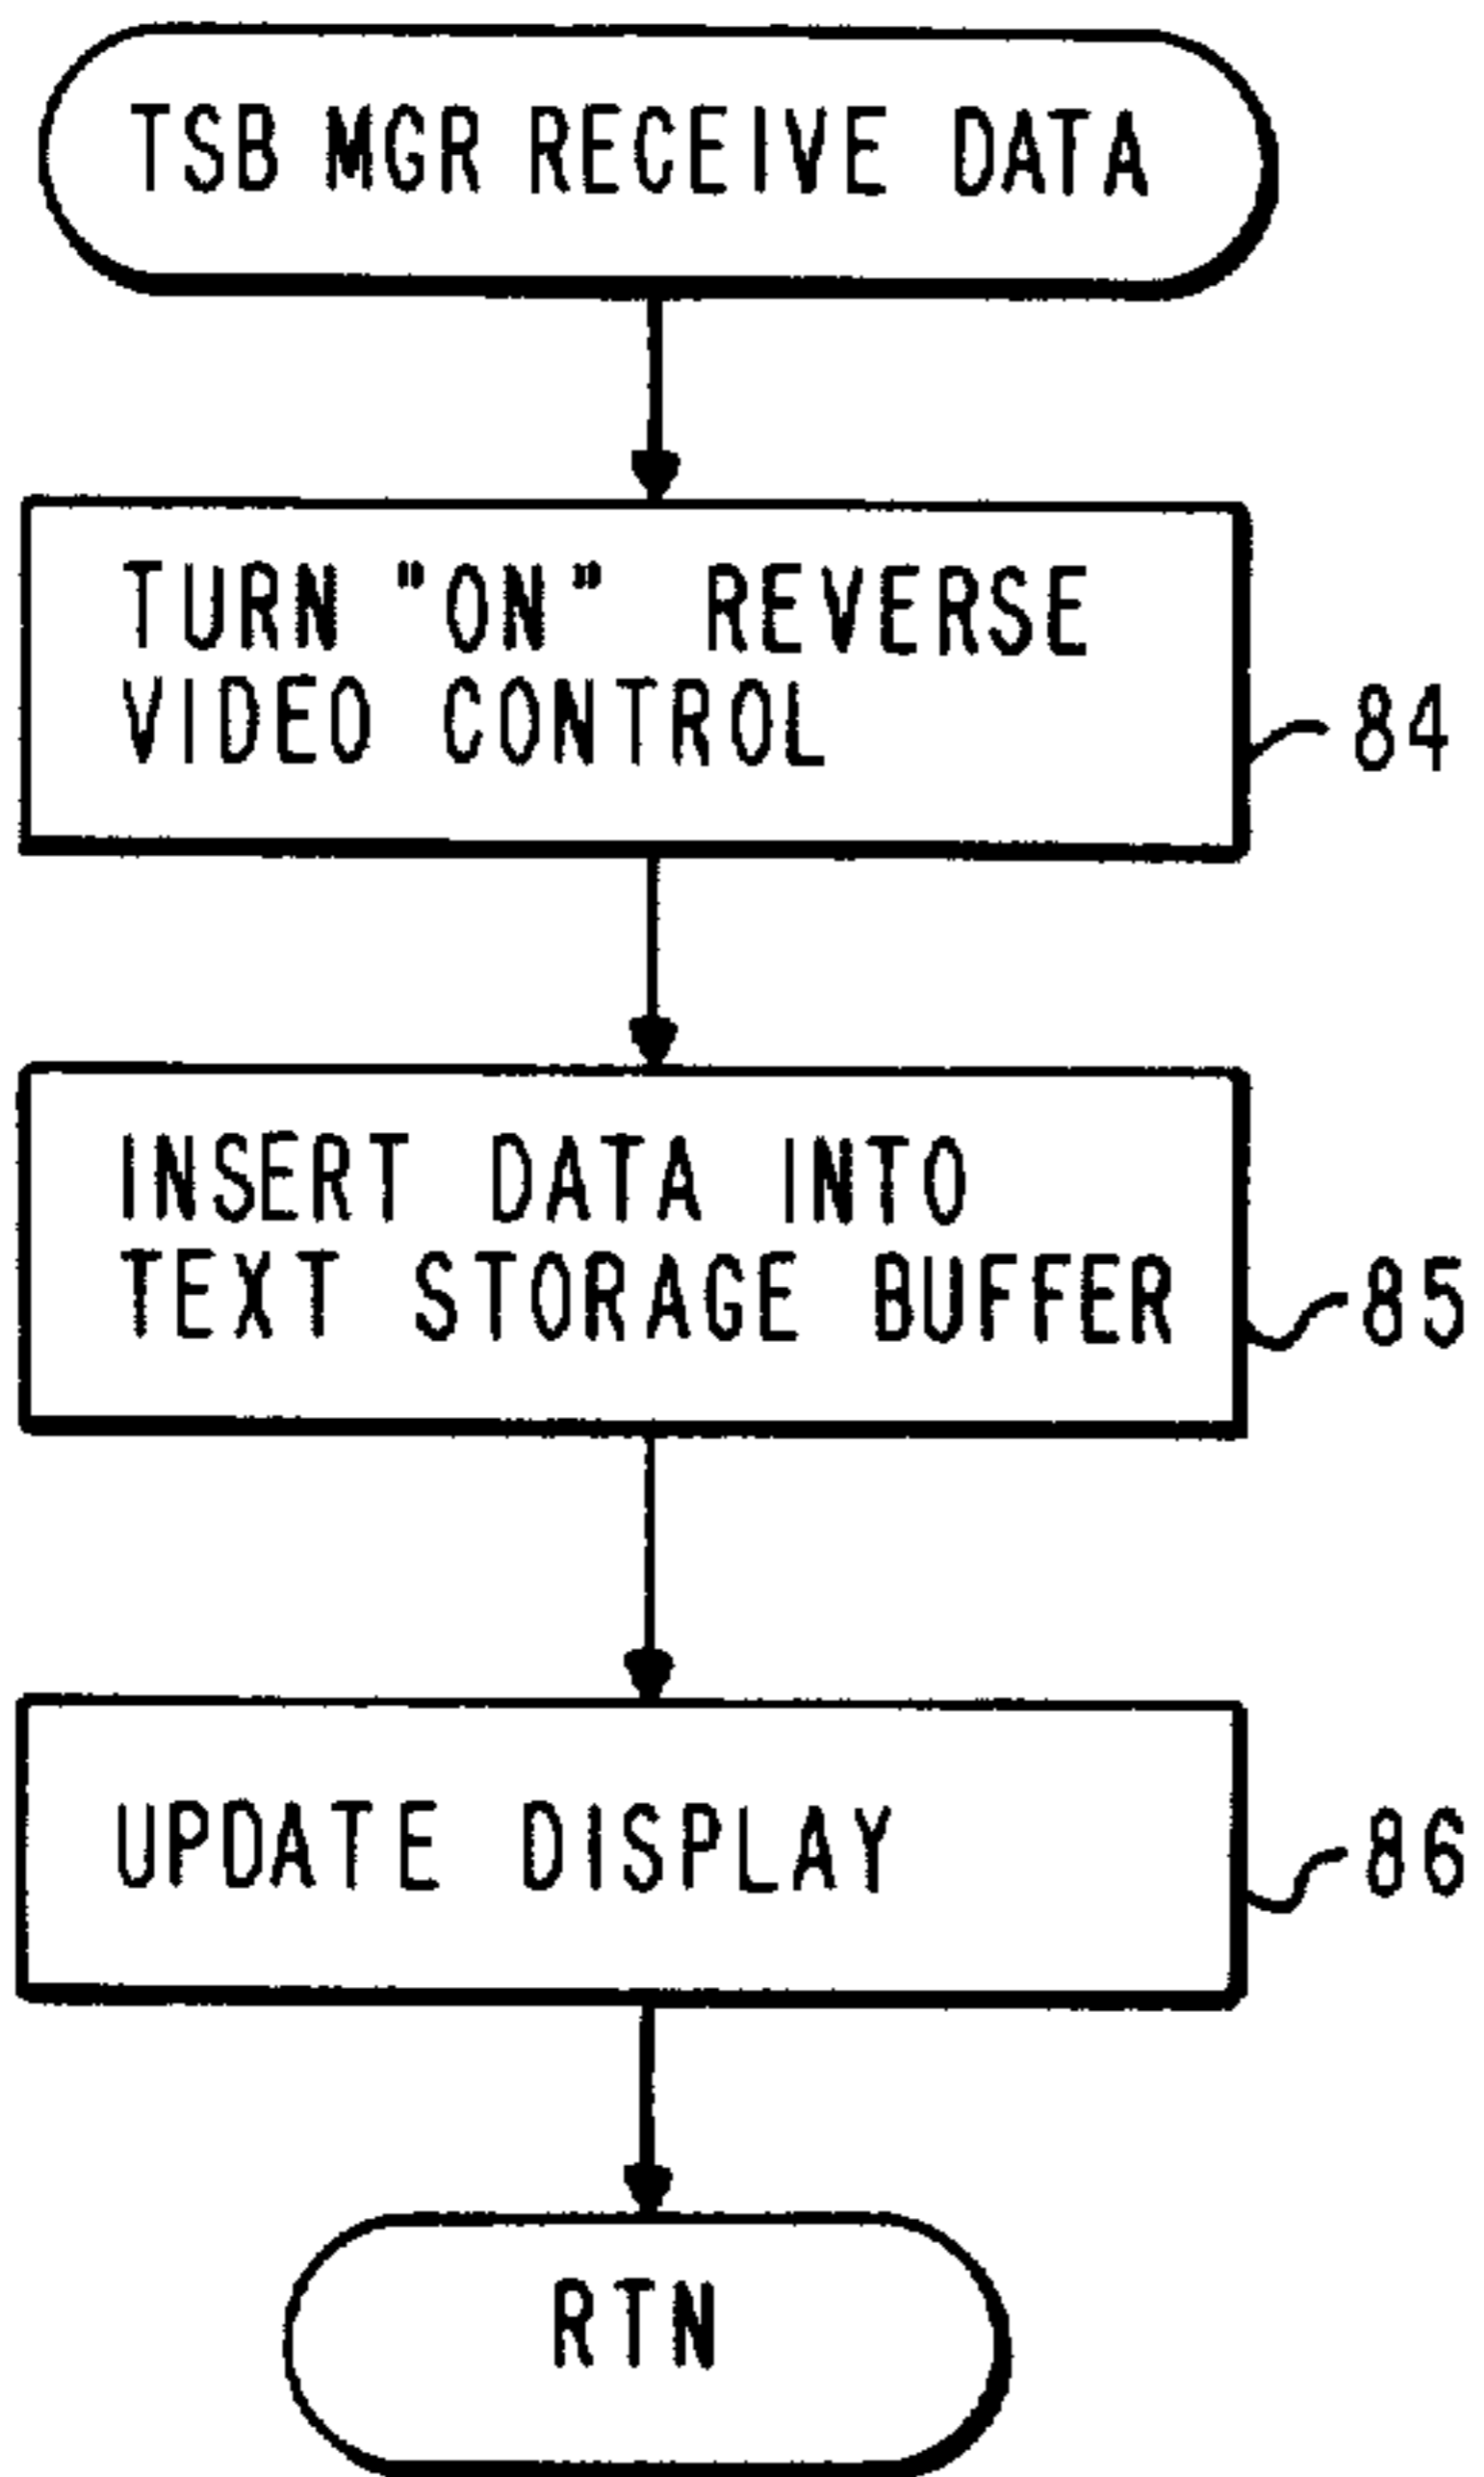 TSB MGR RECEIVE DATA
TURN "ON" REVERSE
VIDEO CONTROL
84
INSERT DATA INTO
TEXT STORAGE BUFFER
85
UPDATE DISPLAY
86
RTN